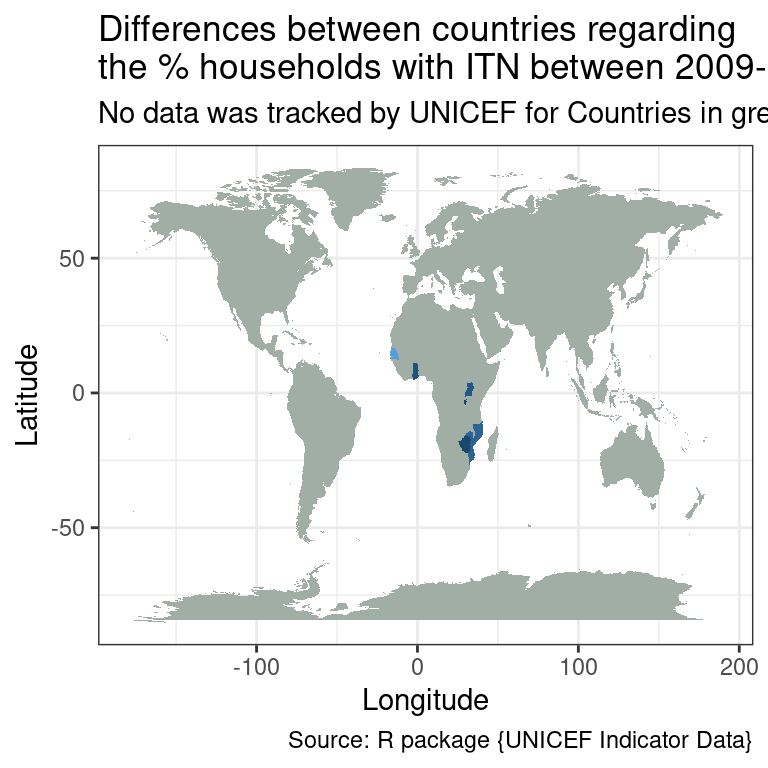 Differences between countries regarding
the % households with ITN between 2009-
No data was tracked by UNICEF for Countries in gre
50
0
-50
Latitude
-100 0 100 200
Longitude
Source: R package {UNICEF Indicator Data}